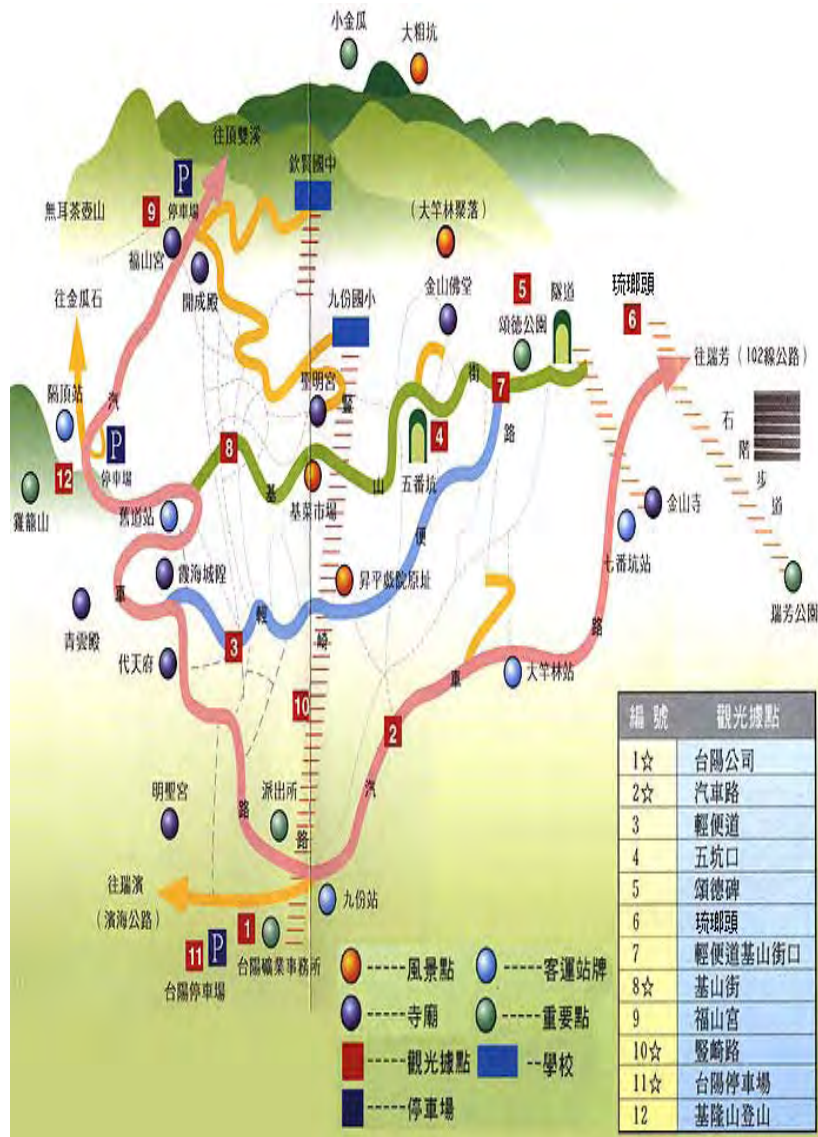 小金瓜
大粗坑
往頂雙溪
欽賢國中
P
9
停車場
無耳茶壺山
(大竿林聚落)
福山宮
開成殿
金山佛堂
5
隧道
琉瑯頭
往金瓜石
九份國小
頌德公園
6
汽
街
往瑞芳(102線公路)
隔頂站
聖明宮
豎
7
石
階
步
道
P
8
4
路
12
停車場
基
山
五番坑
雞籠山
舊道站
基菜市場
便
金山寺
七番坑站
霞海城隍
昇平戲院原址
車
瑞芳公園
青雲殿
輕
3
崎
路
代天府
車
大竿林站
10
2
明聖宮
派出所
汽
路
路
往瑞濱
(濱海公路)
九份站
1
11
P
台陽礦業事務所
台陽停車場
-----風景點
-----客運站牌
-----寺廟
-----重要點
-----觀光據點
--學校
-----停車場
編號 觀光據點
1☆ 台陽公司
2☆ 汽車路
3 輕便道
4 五坑口
5 頌德碑
6 琉瑯頭
7 輕便道基山街口
8☆ 基山街
9 福山宮
10☆ 豎崎路
11☆ 台陽停車場
12 基隆山登山